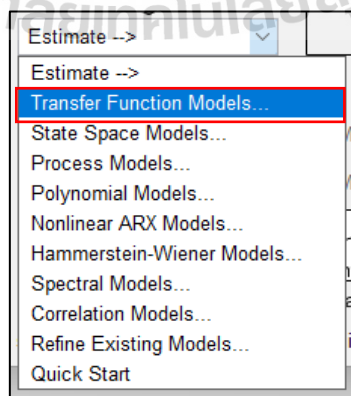 Estimate -->
Estimate -->
Transfer Function Models...
State Space Models...
Process Models...
Polynomial Models...
Nonlinear ARX Models...
Hammerstein-Wiener Models...
Spectral Models...
Correlation Models...
Refine Existing Models...
Quick Start